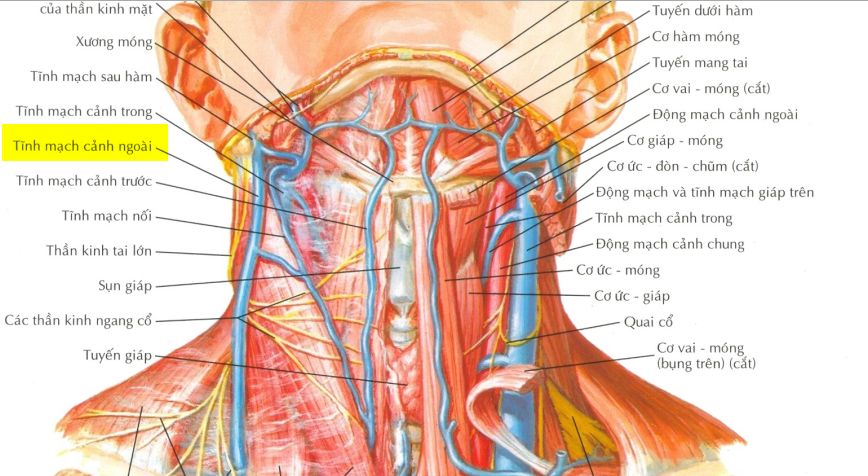 của thần kinh mặt
Xương móng
Tĩnh mạch sau hàm
Tĩnh mạch cảnh trong
Tĩnh mạch cảnh ngoài
Tĩnh mạch cảnh trước
Tĩnh mạch nối
Thần kinh tai lớn
Sụn giáp
Các thần kinh ngang cổ
Tuyến giáp
Tuyến dưới hàm
Cơ hàm móng
Tuyến mang tai
Cơ vai - móng (cắt)
Động mạch cảnh ngoài
Cơ giáp - móng
Cơ ức - đòn - chũm (cắt)
Động mạch và tĩnh mạch giáp trên
Tĩnh mạch cảnh trong
Động mạch cảnh chung
Cơ ức - móng
Cơ ức - giáp
Quai cổ
Cơ vai - móng
(bụng trên) (cắt)